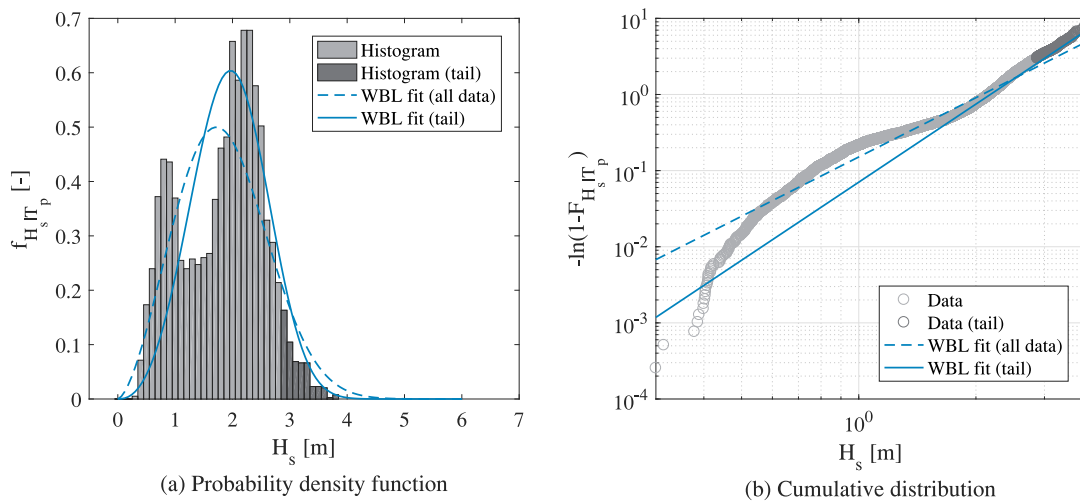 0.7
0.6
0.5
0.4
0.3
0.2
0.1
0
f_{H_s|T_p} [-]
Histogram
Histogram (tail)
WBL fit (all data)
WBL fit (tail)
0 1 2 3 4 5 6 7
H_s [m]
(a) Probability density function
10^1
10^0
10^{-1}
10^{-2}
10^{-3}
10^{-4}
-ln(1-F_{H_s|T_p})
Data
Data (tail)
WBL fit (all data)
WBL fit (tail)
10^0
H_s [m]
(b) Cumulative distribution